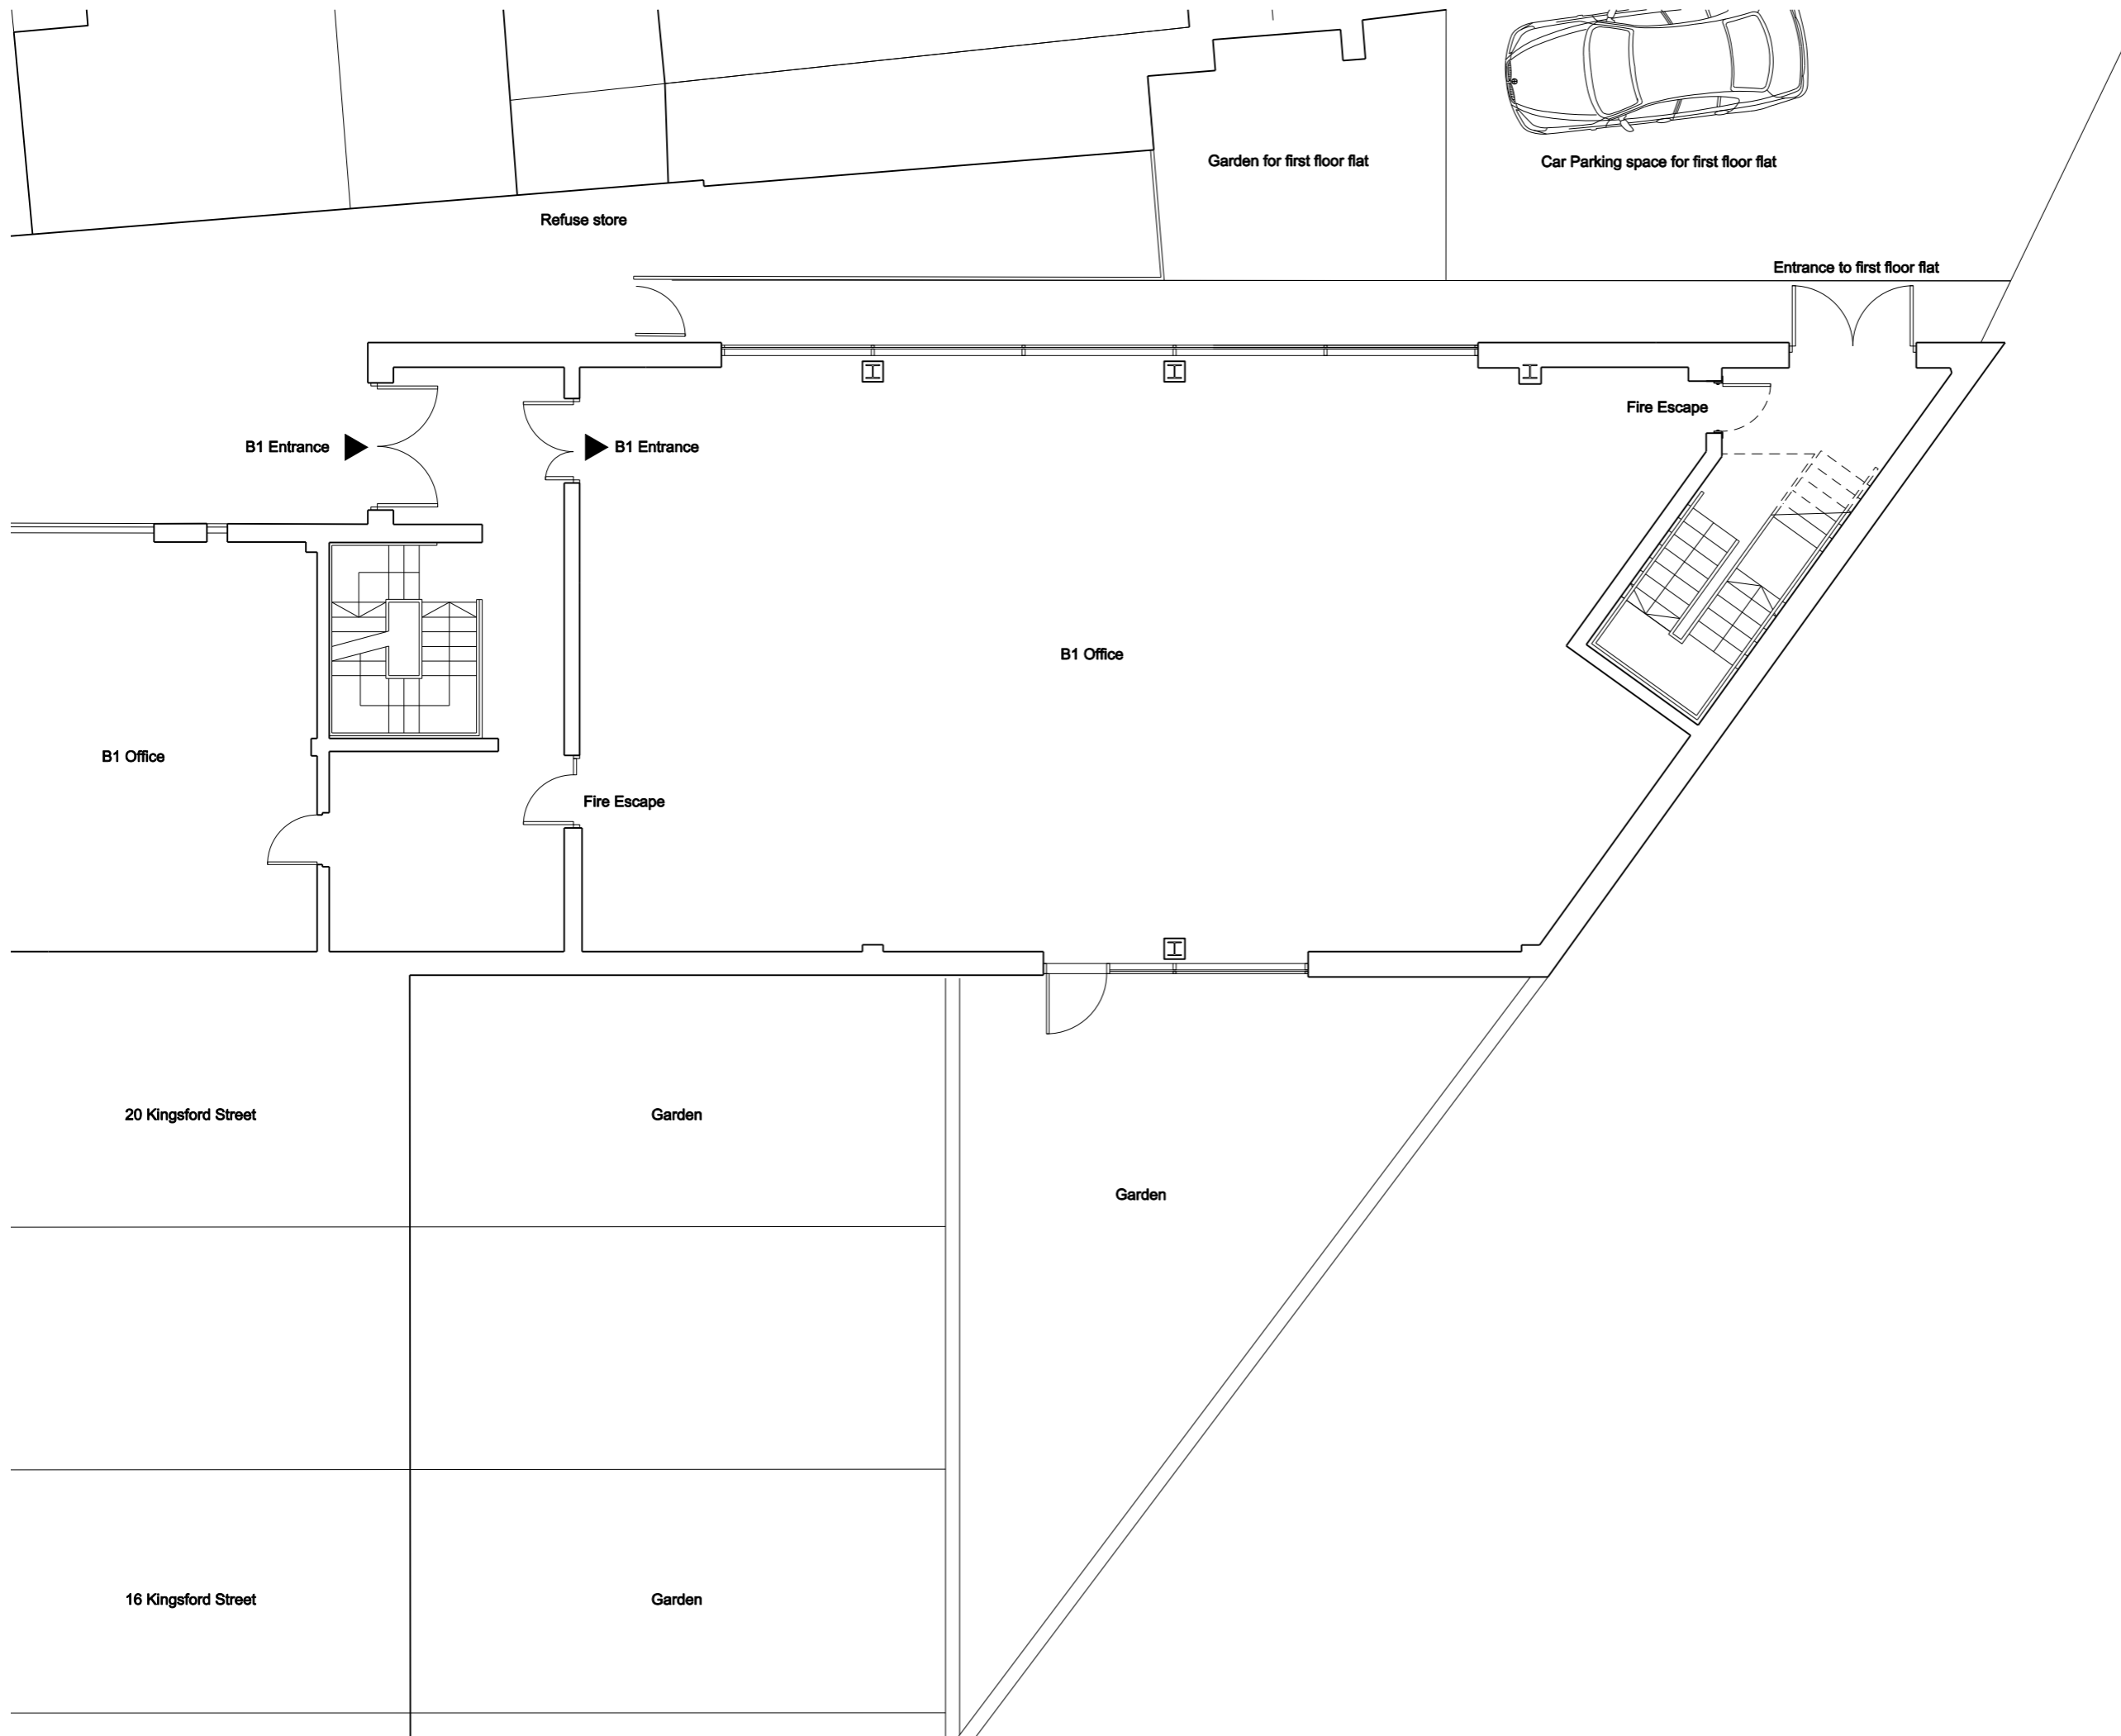 Garden for first floor flat
Car Parking space for first floor flat
Refuse store
Entrance to first floor flat
Fire Escape
B1 Entrance
B1 Entrance
B1 Office
B1 Office
Fire Escape
20 Kingsford Street
Garden
Garden
16 Kingsford Street
Garden